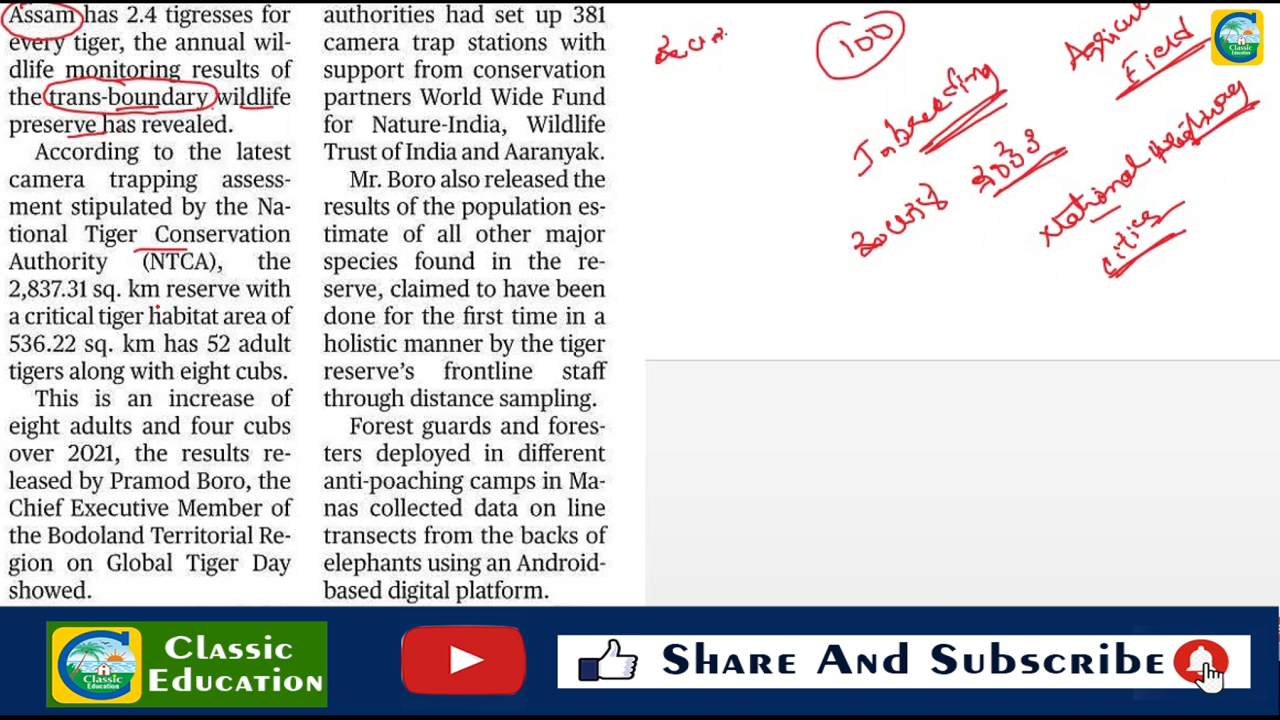 Assam has 2.4 tigresses for
every tiger, the annual wil-
dlife monitoring results of
the trans-boundary wildlife
preserve has revealed.
According to the latest
camera trapping assess-
ment stipulated by the Na-
tional Tiger Conservation
Authority (NTCA), the
2,837.31 sq. km reserve with
a critical tiger habitat area of
536.22 sq. km has 52 adult
tigers along with eight cubs.
This is an increase of
eight adults and four cubs
over 2021, the results re-
leased by Pramod Boro, the
Chief Executive Member of
the Bodoland Territorial Re-
gion on Global Tiger Day
showed.
authorities had set up 381
camera trap stations with
support from conservation
partners World Wide Fund
for Nature-India, Wildlife
Trust of India and Aaranyak.
Mr. Boro also released the
results of the population es-
timate of all other major
species found in the re-
serve, claimed to have been
done for the first time in a
holistic manner by the tiger
reserve's frontline staff
through distance sampling.
Forest guards and fores-
ters deployed in different
anti-poaching camps in Ma-
nas collected data on line
transects from the backs of
elephants using an Android-
based digital platform.
100
Inbreeding
Field
National
cities
Classic
Education
Classic
Education
Classic
Education
Share And Subscribe